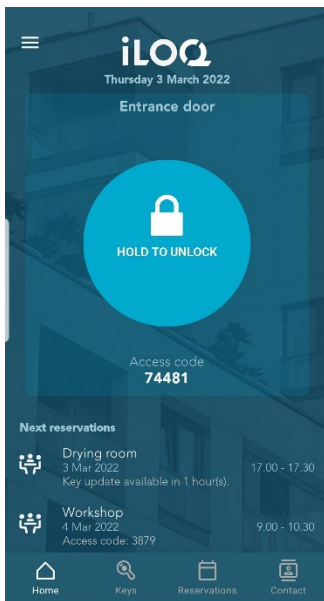 iLOQ
Thursday 3 March 2022
Entrance door
HOLD TO UNLOCK
Access code
74481
Next reservations
Drying room
3 Mar 2022
17.00 - 17.30
Key update available in 1 hour(s).
Workshop
4 Mar 2022
9.00 - 10.30
Access code: 3879
Home
Keys
Reservations
Contact